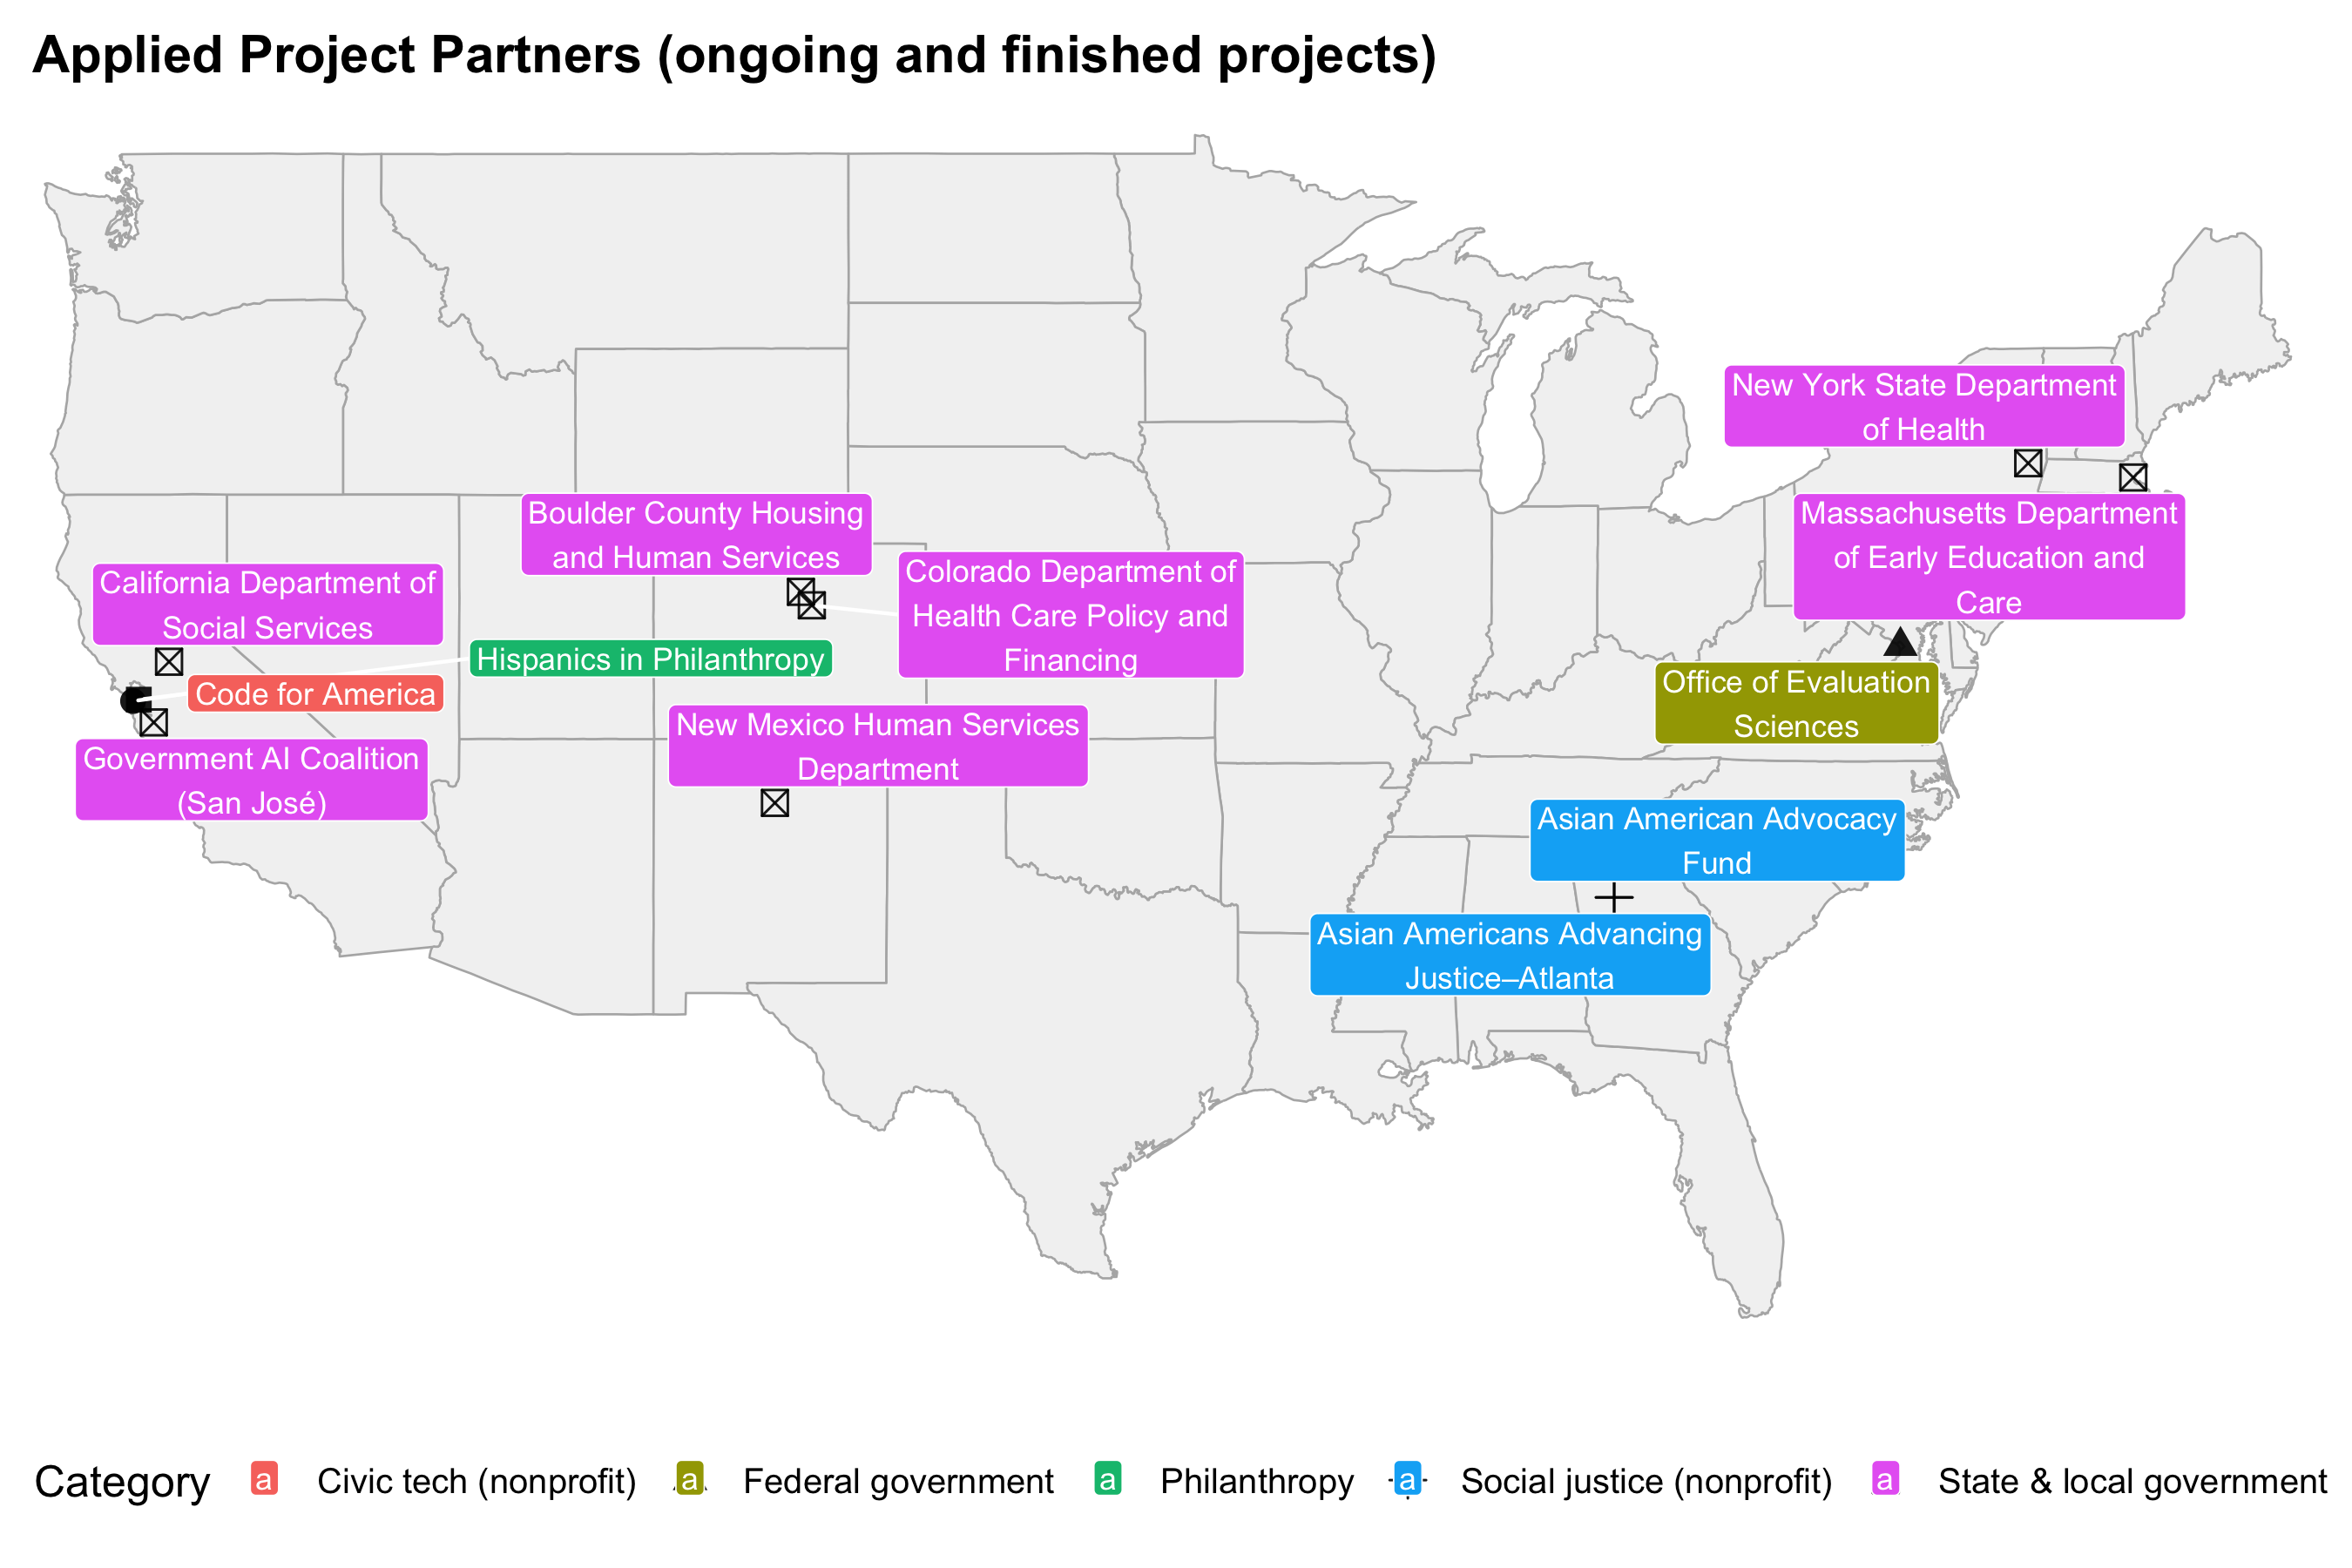 Applied Project Partners (ongoing and finished projects)
New York State Department
of Health
Massachusetts Department
of Early Education and
Care
Boulder County Housing
and Human Services
Colorado Department of
Health Care Policy and
Financing
California Department of
Social Services
Hispanics in Philanthropy
Code for America
Office of Evaluation
Sciences
New Mexico Human Services
Department
Government AI Coalition
(San José)
Asian American Advocacy
Fund
Asian Americans Advancing
Justice–Atlanta
Category a Civic tech (nonprofit) a Federal government a Philanthropy a Social justice (nonprofit) a State & local government